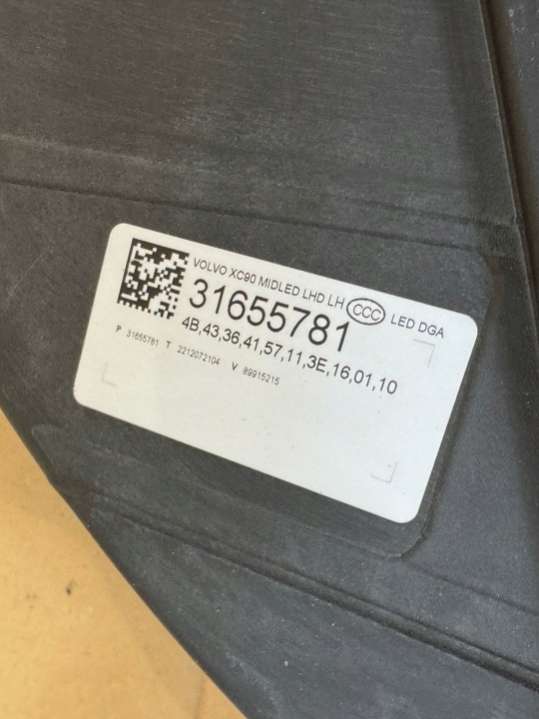 VOLVO XC90 MIDLED LHD LH CCC LED DGA
31655781
4B,43,36,41,57,11,3E,16,01,10
P 31655781 T 2212072104 V 89915215